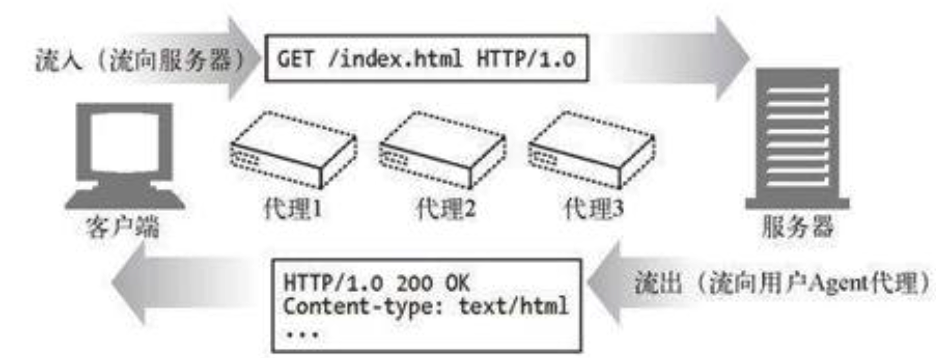 流入（流向服务器）
GET /index.html HTTP/1.0
代理1
代理2
代理3
客户端
服务器
HTTP/1.0 200 OK
Content-type: text/html
...
流出（流向用户Agent代理）